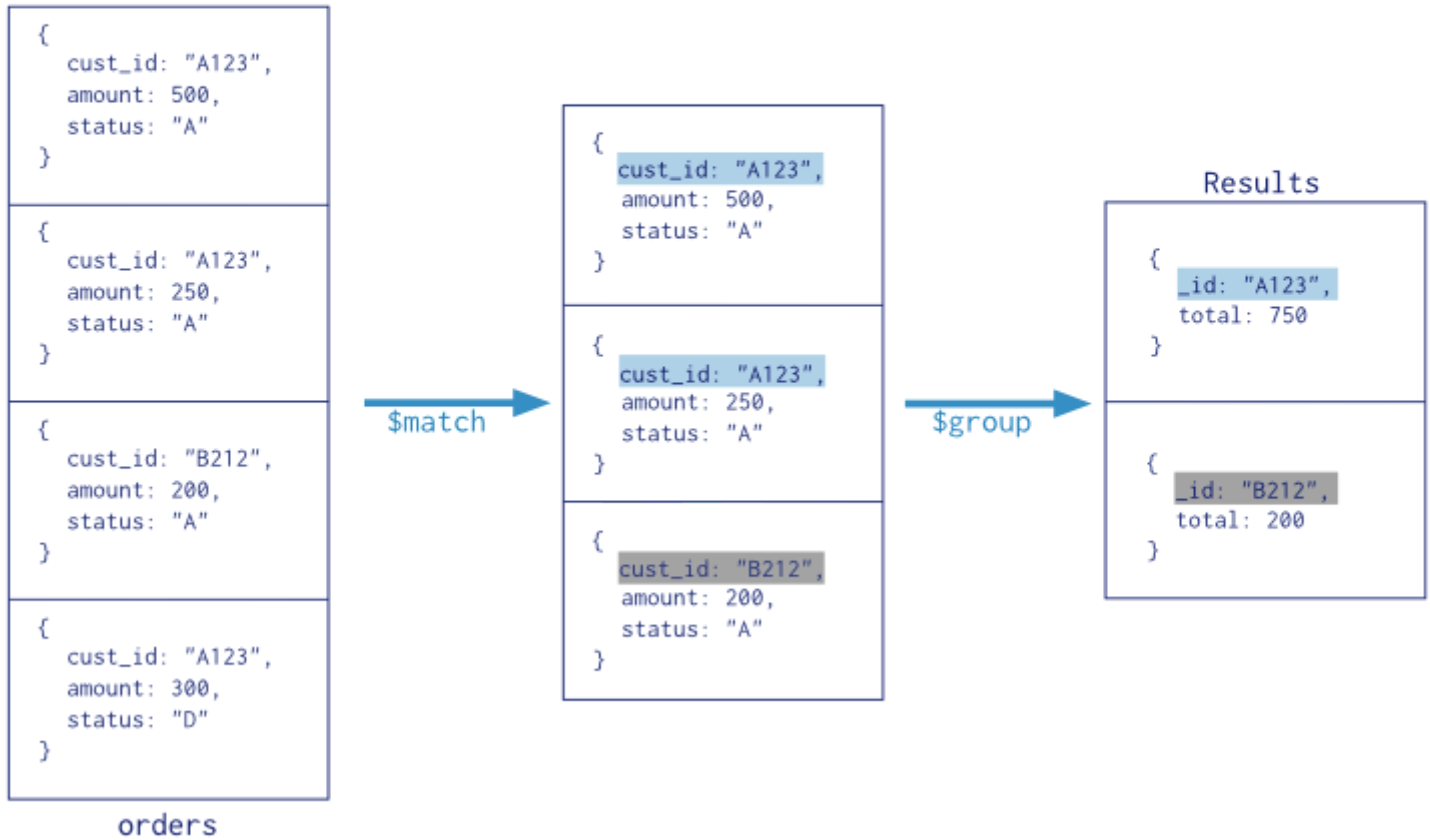 {
cust_id: "A123",
amount: 500,
status: "A"
}
{
cust_id: "A123",
amount: 250,
status: "A"
}
{
cust_id: "B212",
amount: 200,
status: "A"
}
{
cust_id: "A123",
amount: 300,
status: "D"
}
orders
$match
{
cust_id: "A123",
amount: 500,
status: "A"
}
{
cust_id: "A123",
amount: 250,
status: "A"
}
{
cust_id: "B212",
amount: 200,
status: "A"
}
$group
Results
{
_id: "A123",
total: 750
}
{
_id: "B212",
total: 200
}